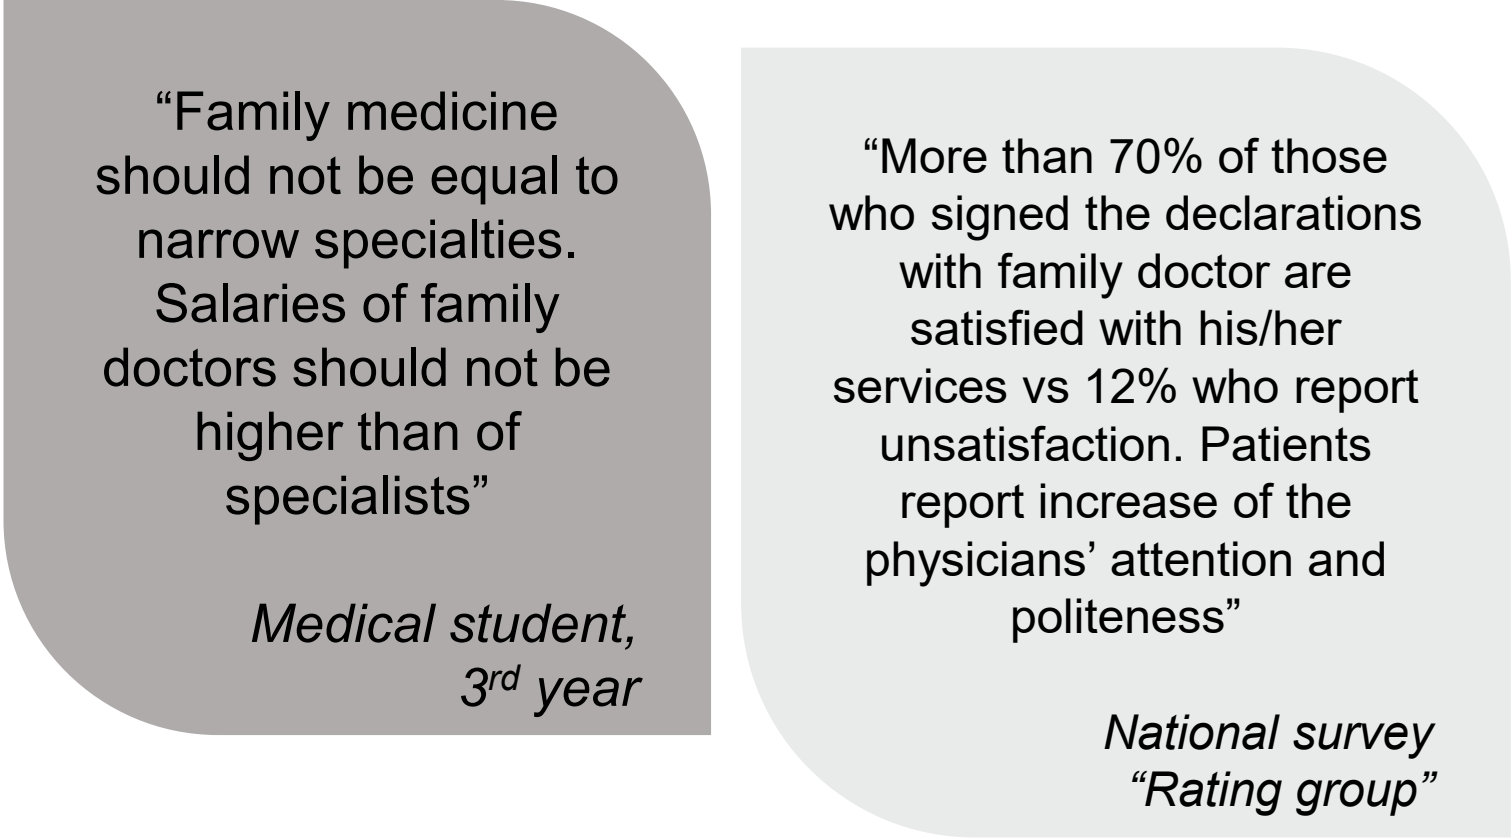 “Family medicine
should not be equal to
narrow specialties.
Salaries of family
doctors should not be
higher than of
specialists”
Medical student,
3rd year
“More than 70% of those
who signed the declarations
with family doctor are
satisfied with his/her
services vs 12% who report
unsatisfaction. Patients
report increase of the
physicians’ attention and
politeness”
National survey
“Rating group”